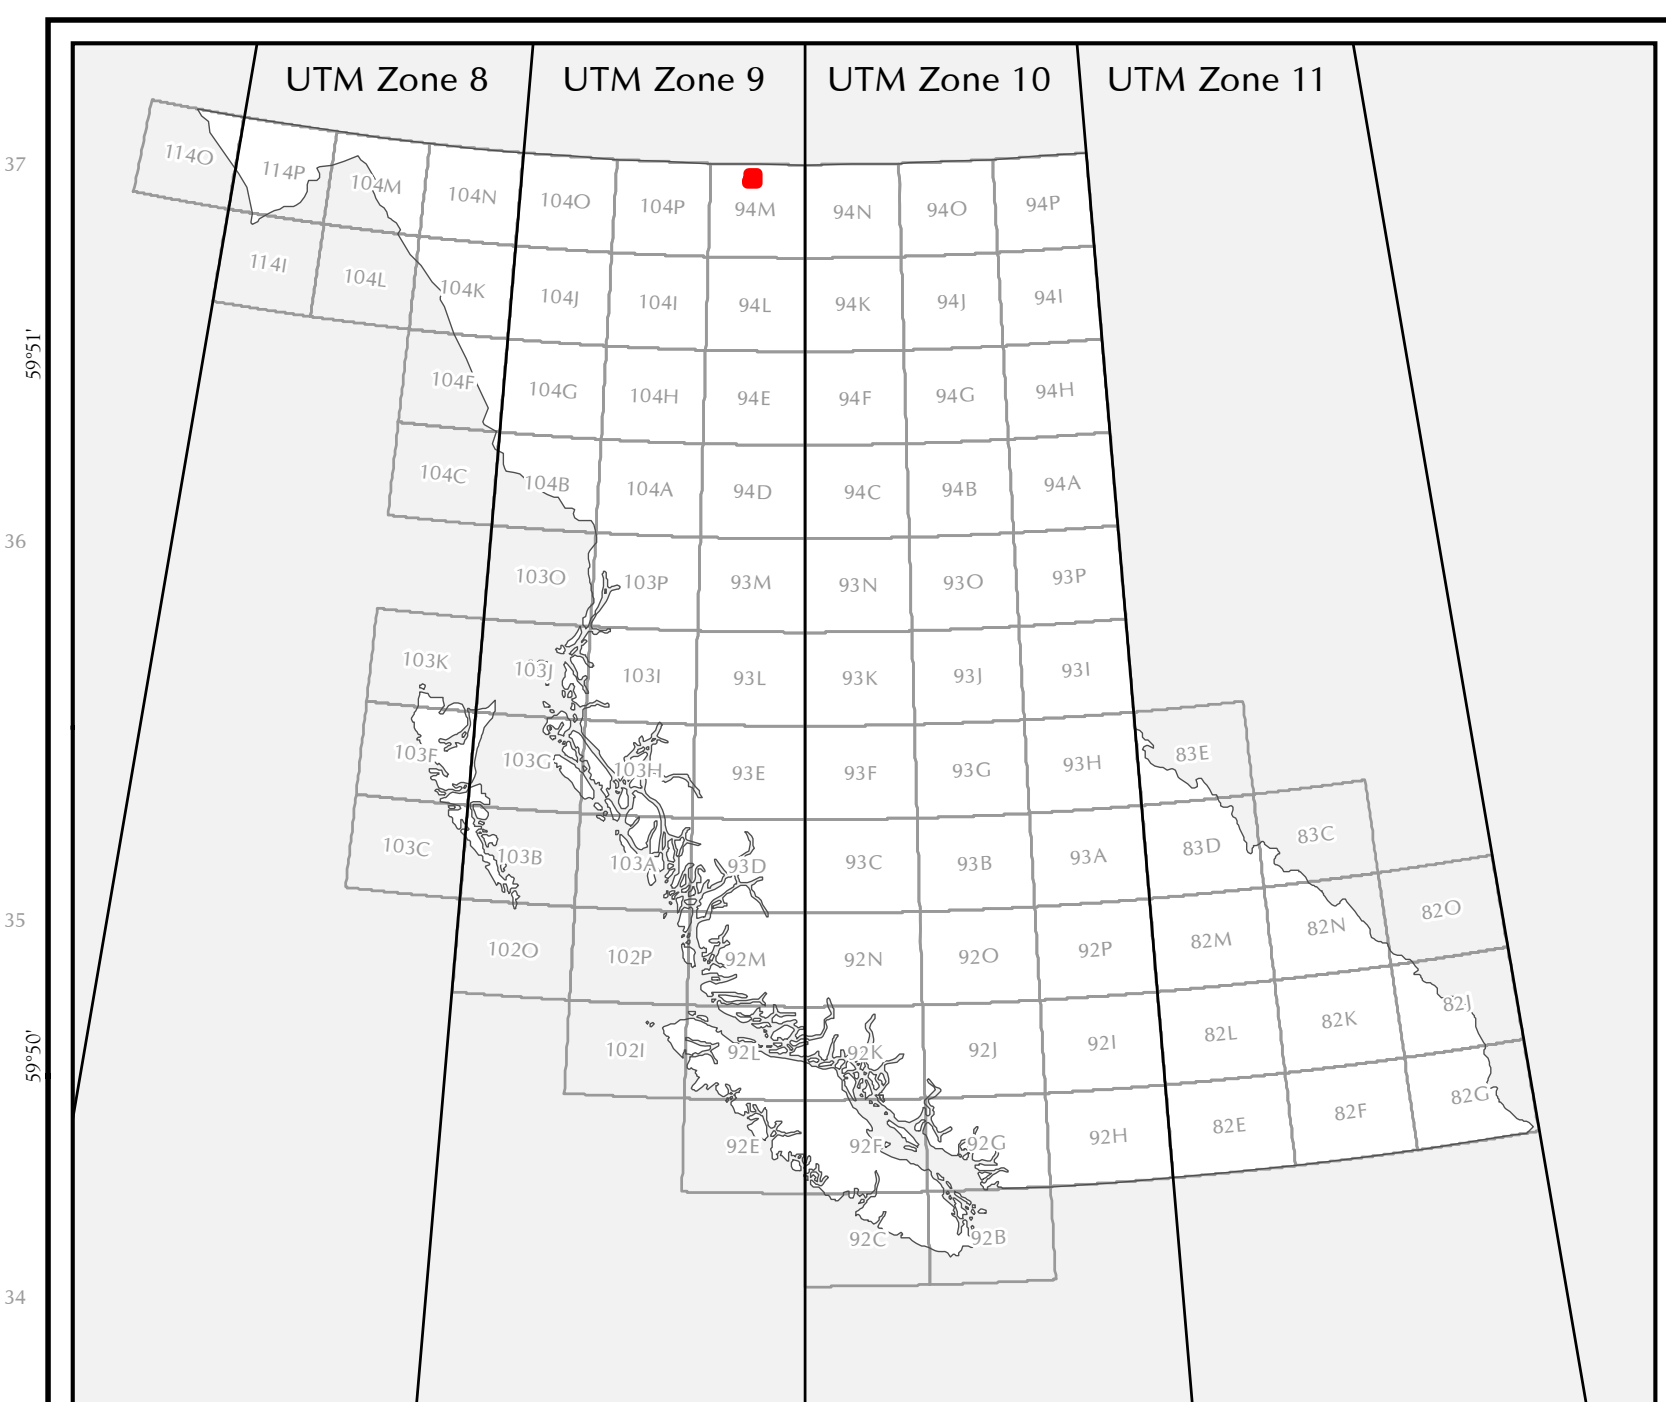 UTM Zone 8 UTM Zone 9 UTM Zone 10 UTM Zone 11
37
114O 114P 104M 104N 104O 104P 94M 94N 94O 94P
114I 104L 104K 104J 104I 94L 94K 94J 94I
59°51'
104F 104G 104H 94E 94F 94G 94H
104C 104B 104A 94D 94C 94B 94A
36
103O 103P 93M 93N 93O 93P
103K 103J 103I 93L 93K 93J 93I
103F 103G 103H 93E 93F 93G 93H 83E
103C 103B 103A 93D 93C 93B 93A 83D 83C
35
102O 102P 92M 92N 92O 92P 82M 82N 82O
59°50'
102I 92L 92K 92J 92I 82L 82K 82J
92E 92F 92G 92H 82E 82F 82G
92C 92B
34